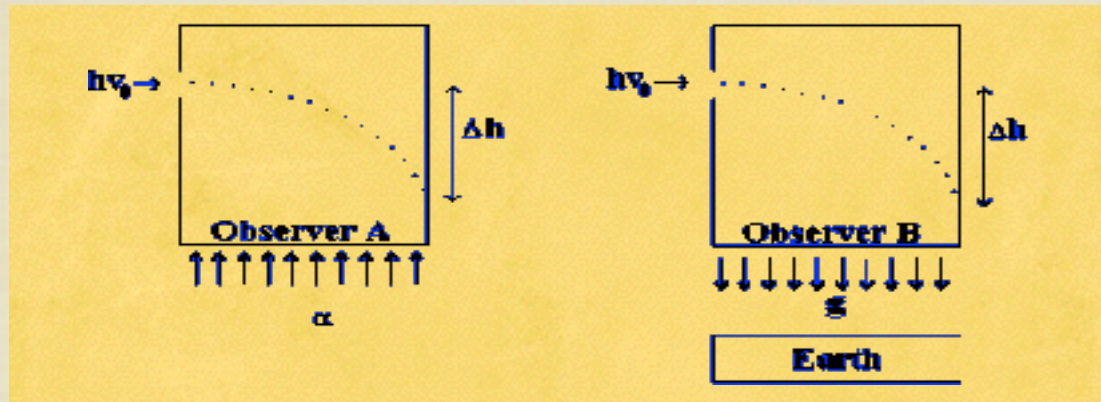 hν₀→
Δh
Observer A
α
hν₀→
Δh
Observer B
g
Earth